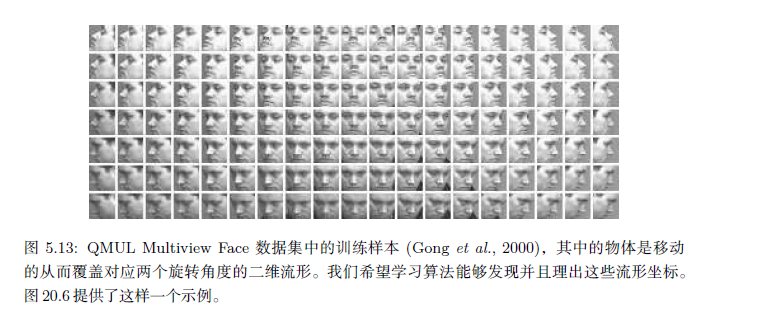 图 5.13: QMUL Multiview Face 数据集中的训练样本 (Gong et al., 2000)，其中的物体是移动
的从而覆盖对应两个旋转角度的二维流形。我们希望学习算法能够发现并且理出这些流形坐标。
图 20.6 提供了这样一个示例。